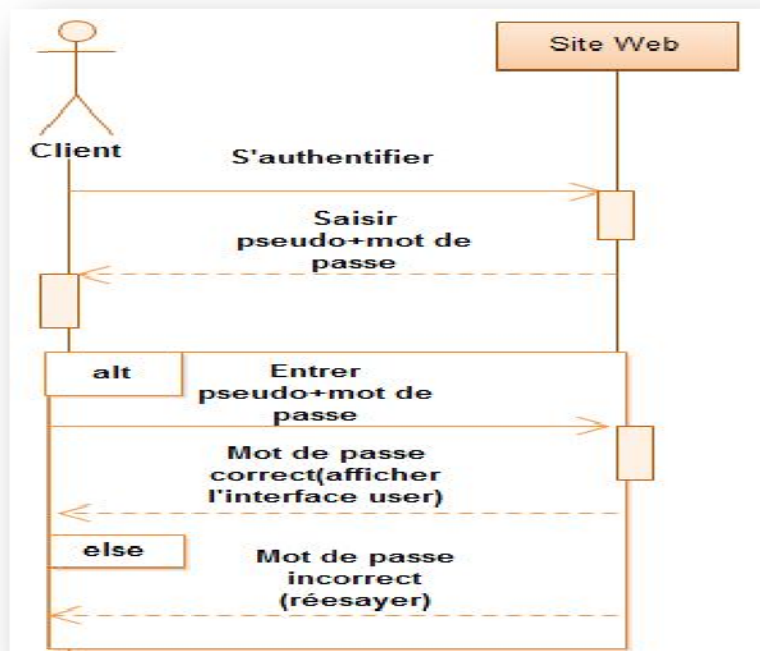 Site Web
Client
S'authentifier
Saisir
pseudo+mot de
passe
alt
Entrer
pseudo+mot de
passe
Mot de passe
correct(afficher
l'interface user)
else
Mot de passe
incorrect
(réesayer)